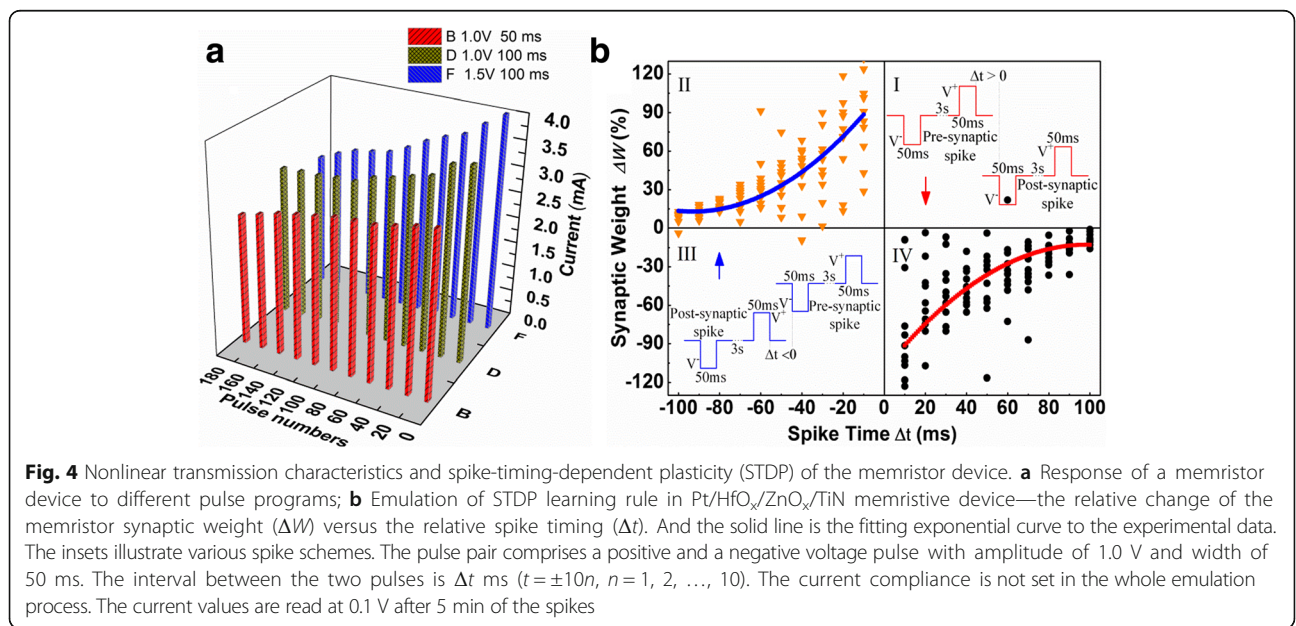 a
B 1.0V 50 ms
D 1.0V 100 ms
F 1.5V 100 ms
4.0
3.5
3.0
2.5
2.0
1.5
1.0
0.5
0.0
Current (mA)
F
D
B
180
160
140
120
100
80
60
40
20
0
Pulse numbers
b
120
90
60
30
0
-30
-60
-90
-120
Synaptic Weight ΔW(%)
II
I
Δt > 0
V+
3s
50ms
V-
50ms
Pre-synaptic
spike
50ms
V+
3s
50ms
V-
Post-synaptic
spike
III
V+
50ms
3s
50ms
V-
Pre-synaptic
spike
Post-synaptic
spike
50ms
V+
3s
Δt <0
V-
50ms
IV
-100 -80 -60 -40 -20 0 20 40 60 80 100
Spike Time Δt (ms)
Fig. 4 Nonlinear transmission characteristics and spike-timing-dependent plasticity (STDP) of the memristor device. a Response of a memristor
device to different pulse programs; b Emulation of STDP learning rule in Pt/HfOx/ZnOx/TiN memristive device—the relative change of the
memristor synaptic weight (ΔW) versus the relative spike timing (Δt). And the solid line is the fitting exponential curve to the experimental data.
The insets illustrate various spike schemes. The pulse pair comprises a positive and a negative voltage pulse with amplitude of 1.0 V and width of
50 ms. The interval between the two pulses is Δt ms (t = ±10n, n = 1, 2, …, 10). The current compliance is not set in the whole emulation
process. The current values are read at 0.1 V after 5 min of the spikes